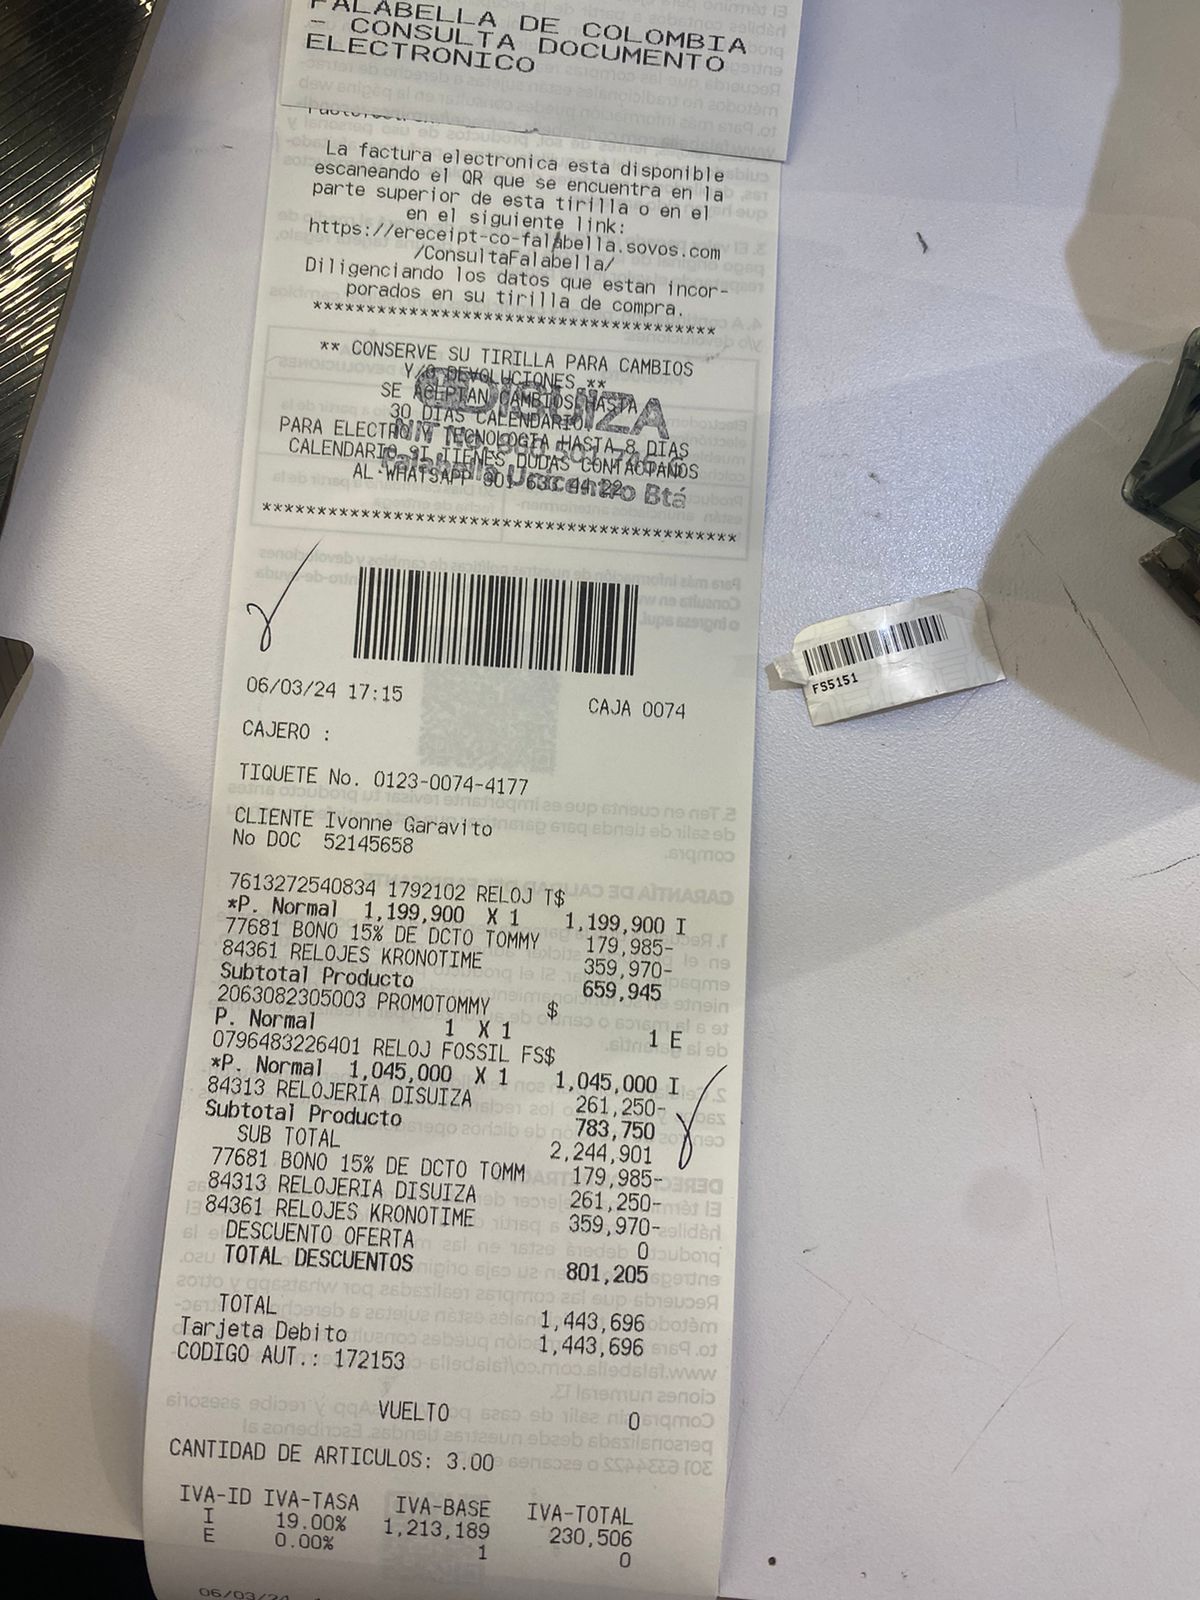 FALABELLA DE COLOMBIA
- CONSULTA DOCUMENTO
ELECTRONICO
La factura electronica esta disponible
escaneando el QR que se encuentra en la
parte superior de esta tirilla o en el
en el siguiente link:
https://ereceipt-co-falabella.sovos.com
/ConsultaFalabella/
Diligenciando los datos que estan incor-
porados en su tirilla de compra.
****************************************
** CONSERVE SU TIRILLA PARA CAMBIOS
Y/O DEVOLUCIONES **
SE ACEPTAN CAMBIOS HASTA
30 DIAS CALENDARIO.
PARA ELECTRO Y TECNOLOGIA HASTA 8 DIAS
CALENDARIO SI TIENES DUDAS CONTACTANOS
AL WHATSAPP 301 633 44 22
DISUIZA
Falabella Unicentro Btá
****************************************
06/03/24 17:15 CAJA 0074
CAJERO :
TIQUETE No. 0123-0074-4177
CLIENTE Ivonne Garavito
No DOC 52145658
7613272540834 1792102 RELOJ T$
*P. Normal 1,199,900 X 1 1,199,900 I
77681 BONO 15% DE DCTO TOMMY 179,985-
84361 RELOJES KRONOTIME 359,970-
Subtotal Producto 659,945
2063082305003 PROMOTOMMY $
P. Normal 1 X 1 1 E
0796483226401 RELOJ FOSSIL FS$
*P. Normal 1,045,000 X 1 1,045,000 I
84313 RELOJERIA DISUIZA 261,250-
Subtotal Producto 783,750
SUB TOTAL 2,244,901
77681 BONO 15% DE DCTO TOMM 179,985-
84313 RELOJERIA DISUIZA 261,250-
84361 RELOJES KRONOTIME 359,970-
DESCUENTO OFERTA 0
TOTAL DESCUENTOS 801,205
TOTAL 1,443,696
Tarjeta Debito 1,443,696
CODIGO AUT.: 172153
VUELTO 0
CANTIDAD DE ARTICULOS: 3.00
IVA-ID IVA-TASA IVA-BASE IVA-TOTAL
I 19.00% 1,213,189 230,506
E 0.00% 1 0
06/03/24
FS5151